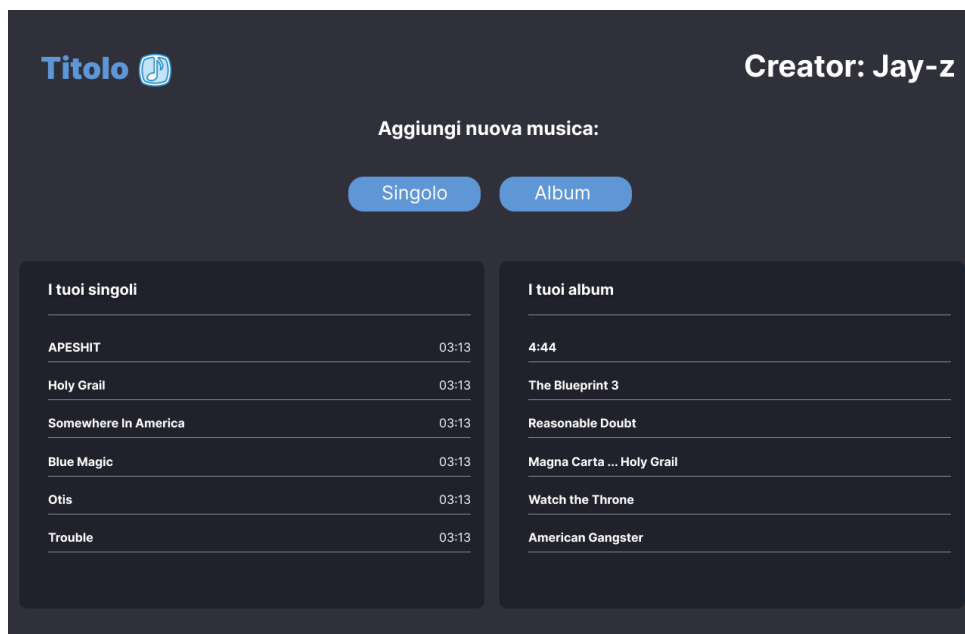 Titolo
Creator: Jay-z
Aggiungi nuova musica:
Singolo
Album
I tuoi singoli
APESHIT 03:13
Holy Grail 03:13
Somewhere In America 03:13
Blue Magic 03:13
Otis 03:13
Trouble 03:13
I tuoi album
4:44
The Blueprint 3
Reasonable Doubt
Magna Carta ... Holy Grail
Watch the Throne
American Gangster